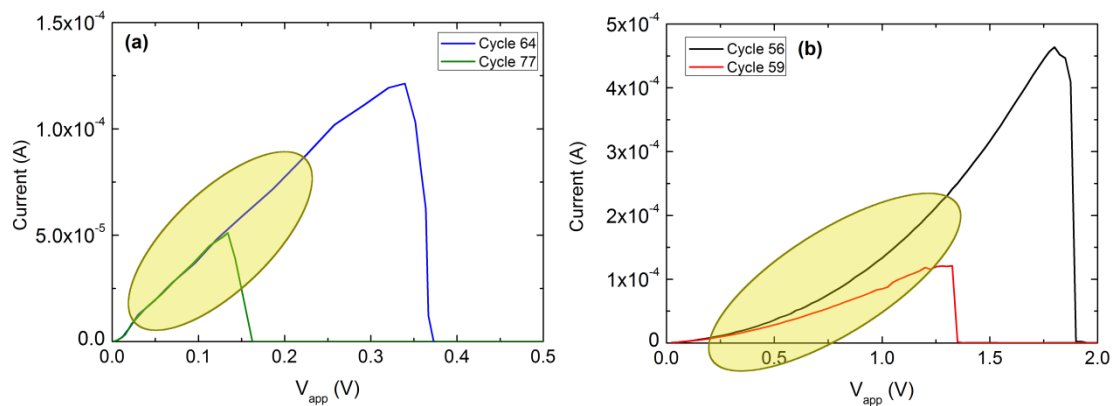 (a)
Cycle 64
Cycle 77
1.5x10⁻⁴
1.0x10⁻⁴
5.0x10⁻⁵
0.0
Current (A)
0.0 0.1 0.2 0.3 0.4 0.5
V_app (V)
(b)
Cycle 56
Cycle 59
5x10⁻⁴
4x10⁻⁴
3x10⁻⁴
2x10⁻⁴
1x10⁻⁴
0
Current (A)
0.0 0.5 1.0 1.5 2.0
V_app (V)